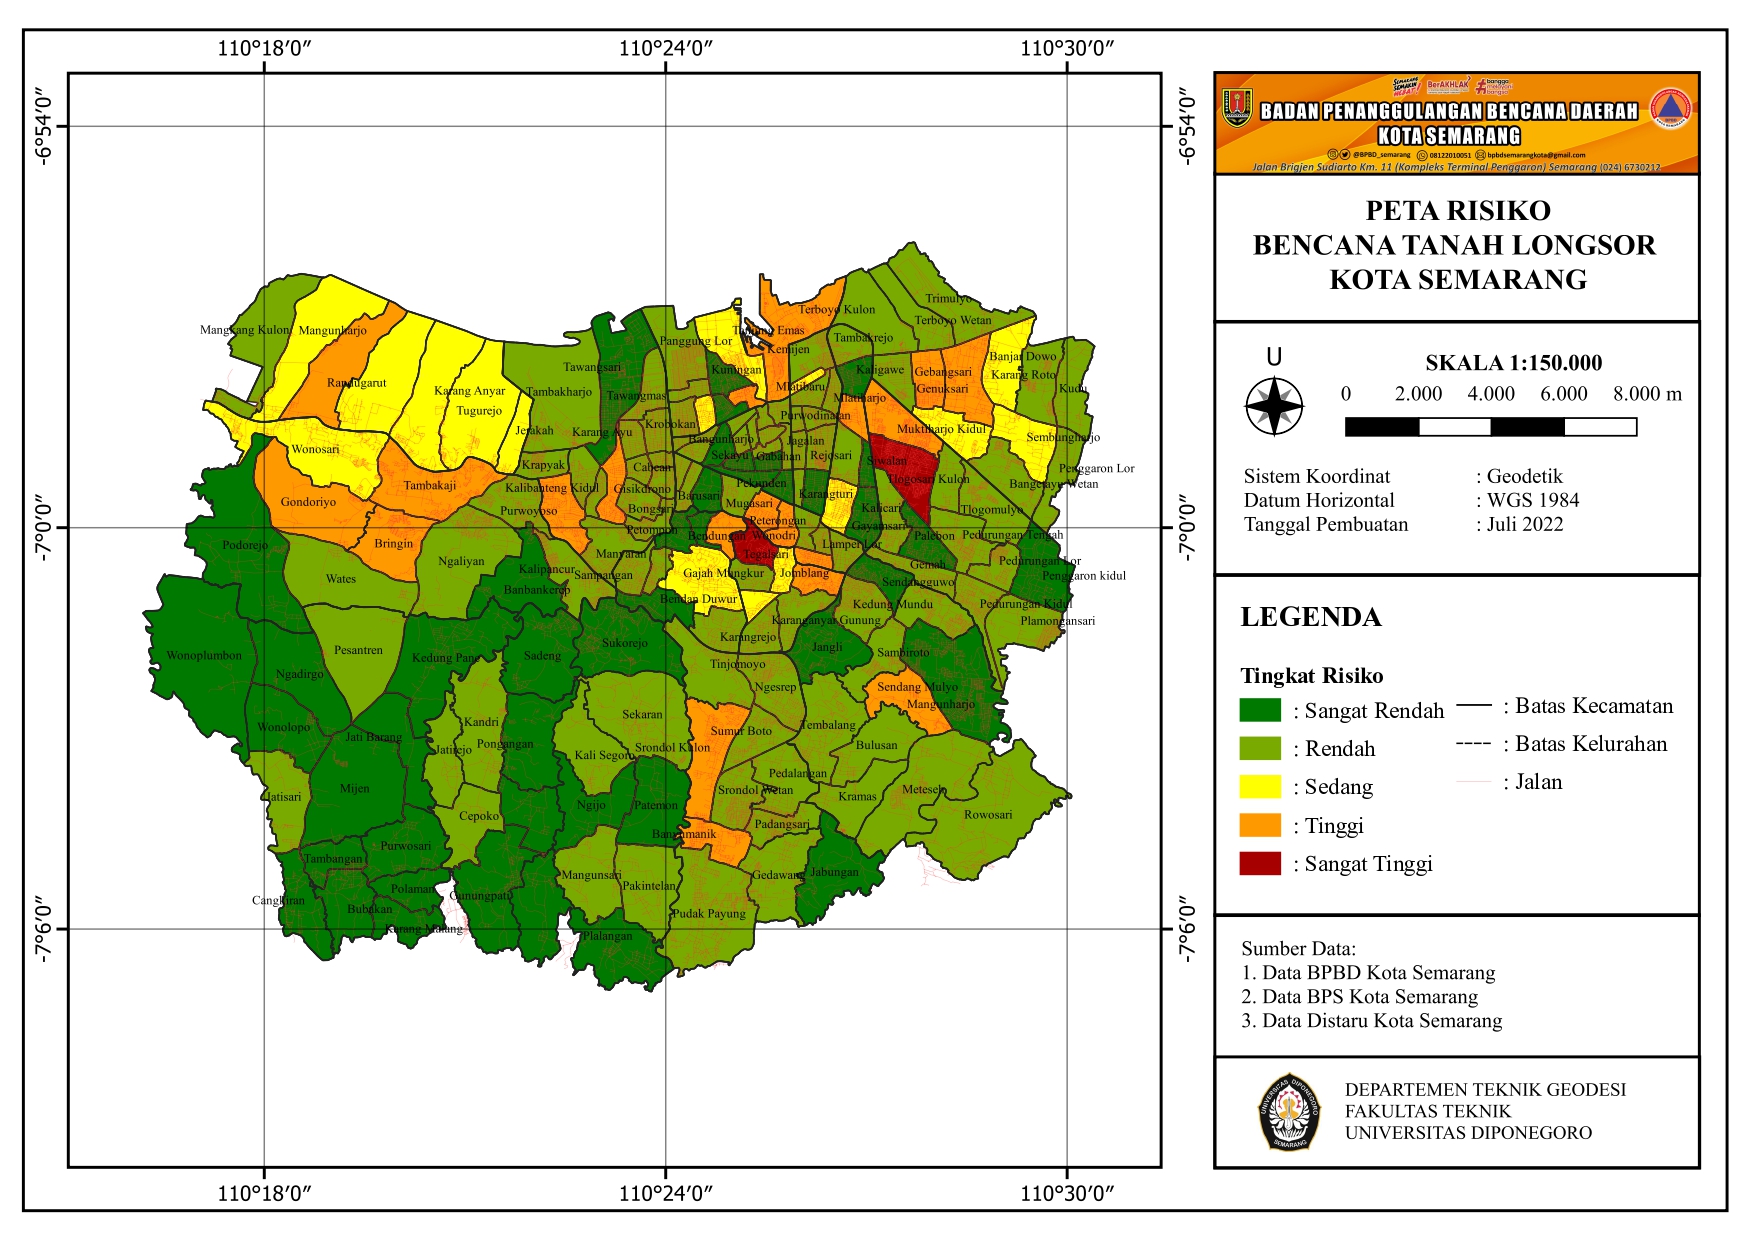 110°18′0″
110°24′0″
110°30′0″
-6°54′0″
-6°54′0″
-7°0′0″
-7°0′0″
-7°6′0″
-7°6′0″
110°18′0″
110°24′0″
110°30′0″
Trimulyo
Terboyo Kulon
Terboyo Wetan
Mangkang Kulon
Mangunharjo
Tanjung Emas
Tambakrejo
Panggung Lor
Kemijen
Banjar Dowo
Tawangsari
Kuningan
Kaligawe
Gebangsari
Karang Roto
Randugarut
Mlatibaru
Genuksari
Kudu
Karang Anyar
Tambakharjo
Tawangmas
Mlatiharjo
Tugurejo
Purwodinatan
Krobokan
Jerakah
Karang Ayu
Muktiharjo Kidul
Bangunharjo
Jagalan
Sembungharjo
Wonosari
Sekayu
Gabahan
Rejosari
Siwalan
Krapyak
Cabean
Penggaron Lor
Tambakaji
Pekunden
Tlogosari Kulon
Bangetayu Wetan
Kalibanteng Kidul
Gisikdrono
Barusari
Karangturi
Gondoriyo
Mugasari
Purwoyoso
Bongsari
Kalicari
Tlogomulyo
Peterongan
Petompon
Gayamsari
Bendungan
Wonodri
Palebon
Pedurungan Tengah
Podorejo
Bringin
Lamper Lor
Manyaran
Tegalsari
Ngaliyan
Pedurungan Lor
Kalipancur
Gemah
Wates
Sampangan
Gajah Mungkur
Jomblang
Penggaron kidul
Sendangguwo
Banbankerep
Bendan Duwur
Kedung Mundu
Pedurungan Kidul
Karanganyar Gunung
Plamongansari
Karangrejo
Sukorejo
Jangli
Pesantren
Sambiroto
Wonoplumbon
Kedung Pane
Sadeng
Tinjomoyo
Ngadirgo
Ngesrep
Sendang Mulyo
Mangunharjo
Sekaran
Kandri
Wonolopo
Tembalang
Sumur Boto
Jati Barang
Pongangan
Bulusan
Jatirejo
Srondol Kulon
Kali Segoro
Pedalangan
Mijen
Srondol Wetan
Meteseh
Jatisari
Kramas
Ngijo
Patemon
Cepoko
Rowosari
Padangsari
Banyumanik
Purwosari
Tambangan
Jabungan
Mangunsari
Gedawang
Pakintelan
Polaman
Gunungpati
Cangkiran
Bubakan
Pudak Payung
Karang Malang
Plalangan
BADAN PENANGGULANGAN BENCANA DAERAH
KOTA SEMARANG
@BPBD_semarang 08122010051 bpbdsemarangkota@gmail.com
Jalan Brigjen Sudiarto Km. 11 (Kompleks Terminal Penggaron) Semarang (024) 6730212
PETA RISIKO
BENCANA TANAH LONGSOR
KOTA SEMARANG
U
SKALA 1:150.000
0 2.000 4.000 6.000 8.000 m
Sistem Koordinat : Geodetik
Datum Horizontal : WGS 1984
Tanggal Pembuatan : Juli 2022
LEGENDA
Tingkat Risiko
: Sangat Rendah
: Rendah
: Sedang
: Tinggi
: Sangat Tinggi
: Batas Kecamatan
: Batas Kelurahan
: Jalan
Sumber Data:
1. Data BPBD Kota Semarang
2. Data BPS Kota Semarang
3. Data Distaru Kota Semarang
DEPARTEMEN TEKNIK GEODESI
FAKULTAS TEKNIK
UNIVERSITAS DIPONEGORO